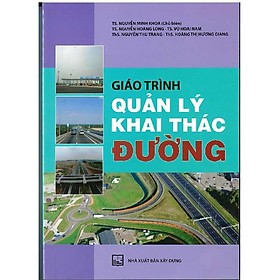 TS. NGUYỄN MINH KHOA (Chủ biên)
TS. NGUYỄN HOÀNG LONG - TS. VŨ HOÀI NAM
ThS. NGUYỄN THU TRANG - ThS. HOÀNG THỊ HƯƠNG GIANG
GIÁO TRÌNH
QUẢN LÝ
KHAI THÁC
ĐƯỜNG
NHÀ XUẤT BẢN XÂY DỰNG